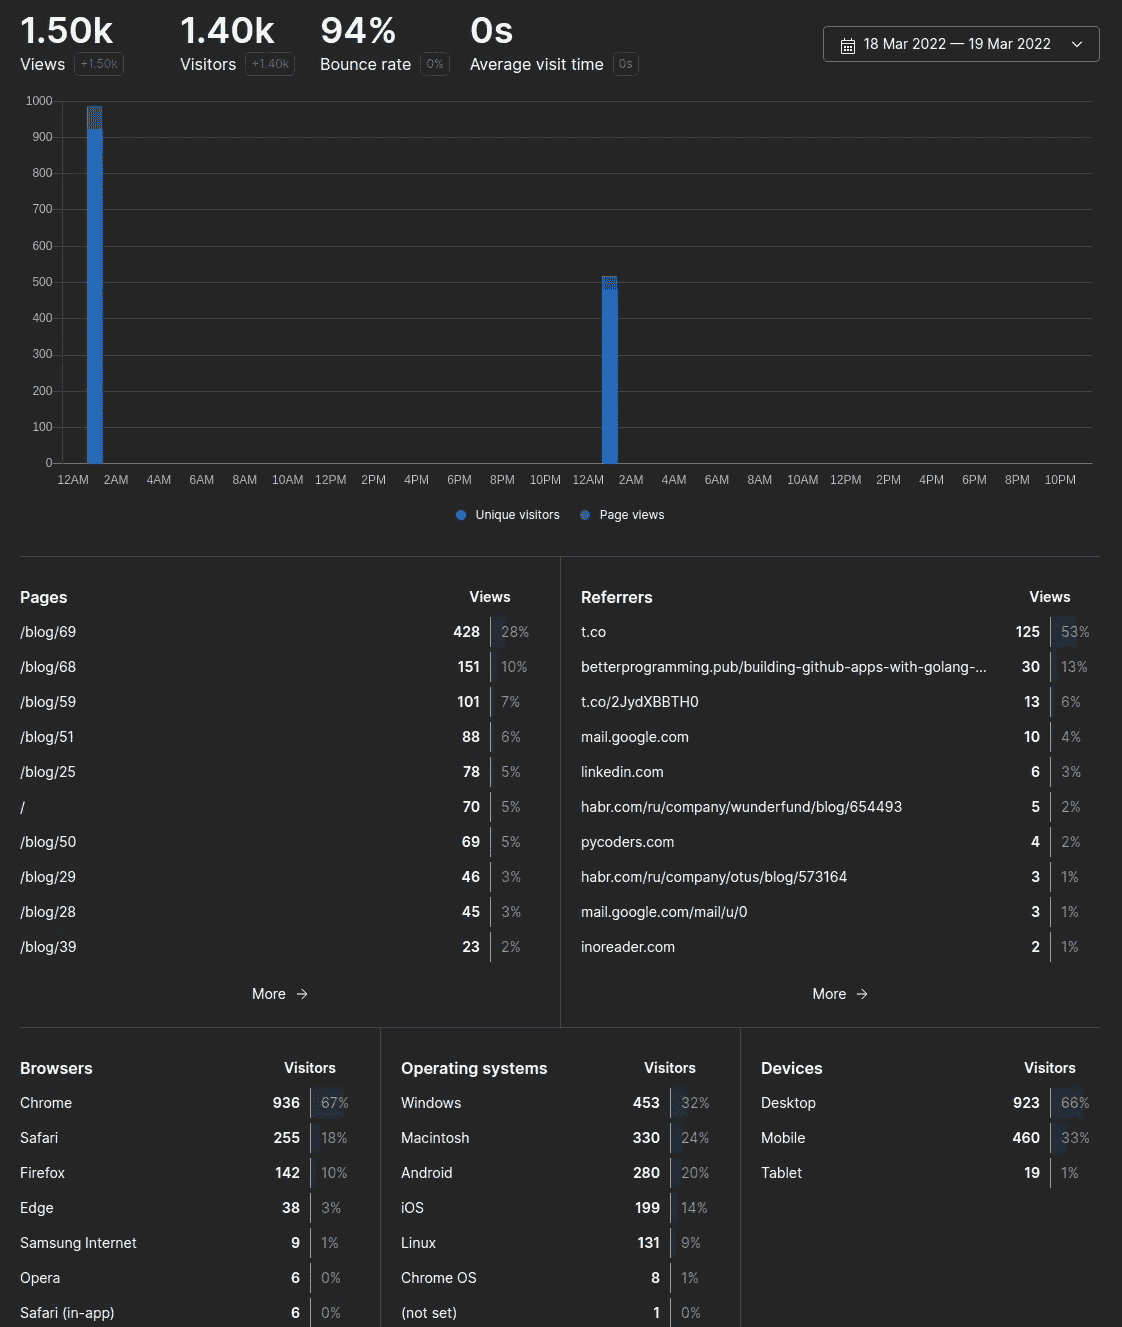 1.50k 1.40k 94% 0s
Views +1.50k Visitors +1.40k Bounce rate 0% Average visit time 0s
18 Mar 2022 — 19 Mar 2022
1000
900
800
700
600
500
400
300
200
100
0
12AM 2AM 4AM 6AM 8AM 10AM 12PM 2PM 4PM 6PM 8PM 10PM 12AM 2AM 4AM 6AM 8AM 10AM 12PM 2PM 4PM 6PM 8PM 10PM
Unique visitors Page views
Pages Views
/blog/69 428 28%
/blog/68 151 10%
/blog/59 101 7%
/blog/51 88 6%
/blog/25 78 5%
/ 70 5%
/blog/50 69 5%
/blog/29 46 3%
/blog/28 45 3%
/blog/39 23 2%
More →
Referrers Views
t.co 125 53%
betterprogramming.pub/building-github-apps-with-golang-... 30 13%
t.co/2JydXBBTH0 13 6%
mail.google.com 10 4%
linkedin.com 6 3%
habr.com/ru/company/wunderfund/blog/654493 5 2%
pycoders.com 4 2%
habr.com/ru/company/otus/blog/573164 3 1%
mail.google.com/mail/u/0 3 1%
inoreader.com 2 1%
More →
Browsers Visitors
Chrome 936 67%
Safari 255 18%
Firefox 142 10%
Edge 38 3%
Samsung Internet 9 1%
Opera 6 0%
Safari (in-app) 6 0%
Operating systems Visitors
Windows 453 32%
Macintosh 330 24%
Android 280 20%
iOS 199 14%
Linux 131 9%
Chrome OS 8 1%
(not set) 1 0%
Devices Visitors
Desktop 923 66%
Mobile 460 33%
Tablet 19 1%